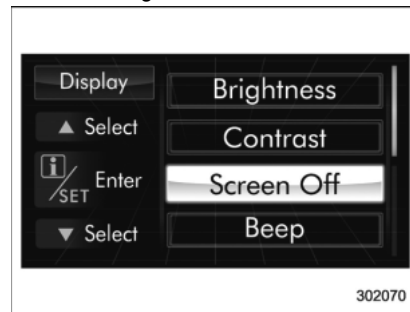 Display
▲ Select
i/SET Enter
▼ Select
Brightness
Contrast
Screen Off
Beep
302070